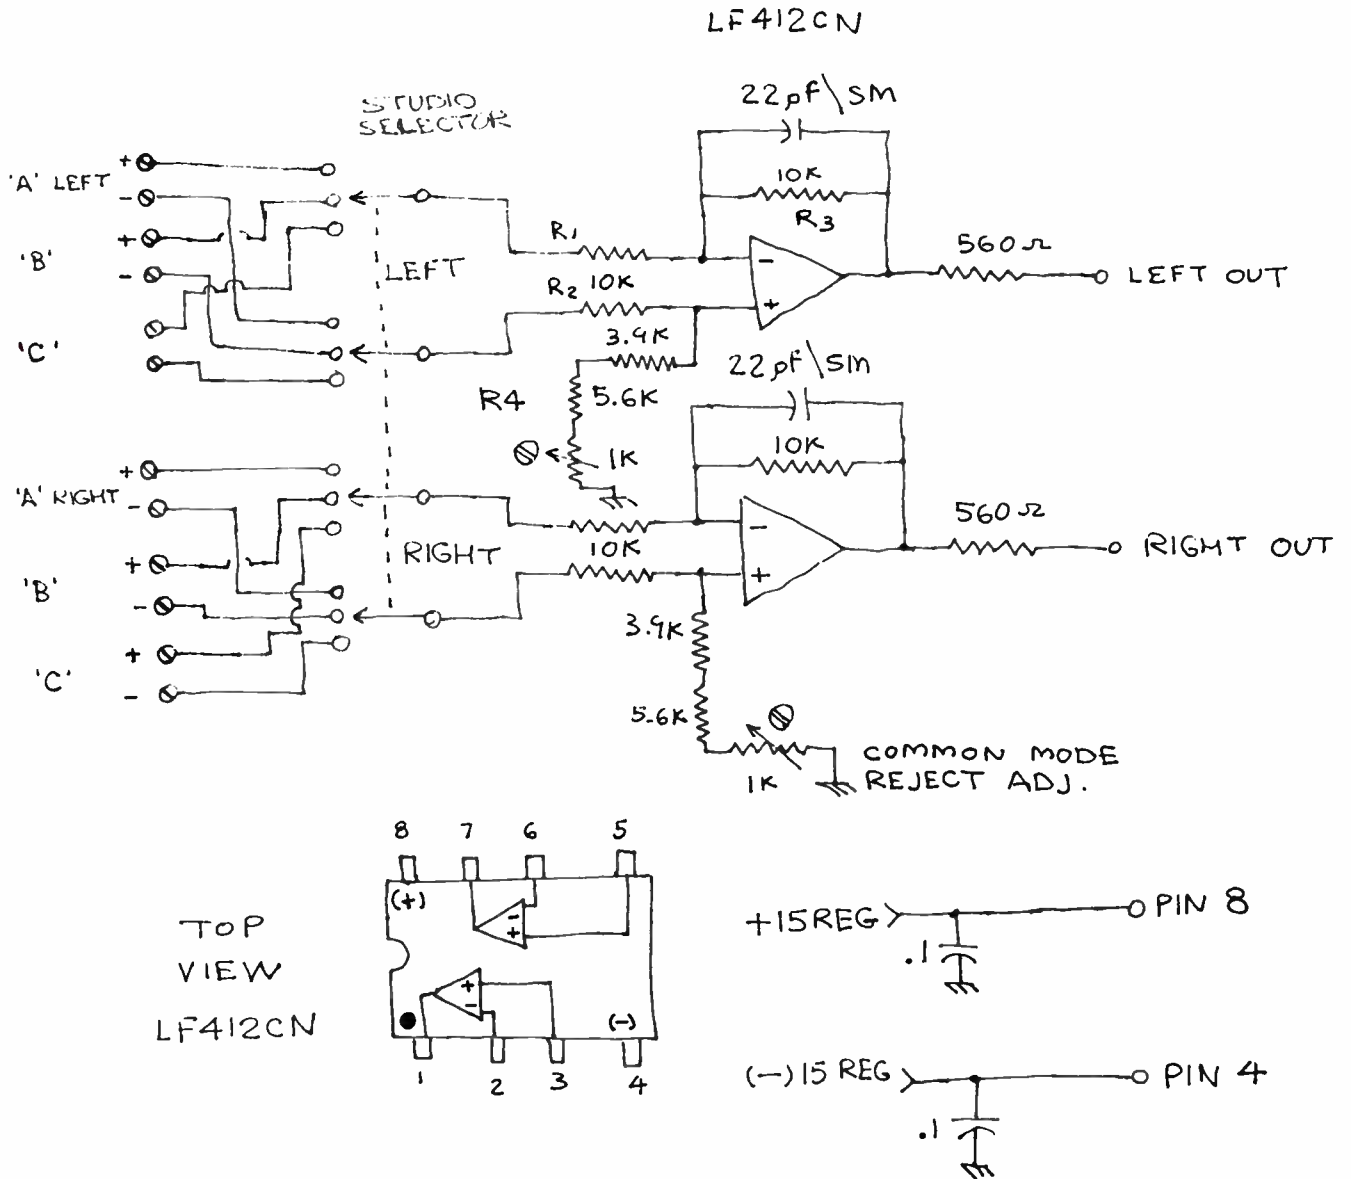 LF412CN
22pf\SM
STUDIO
SELECTOR
+
'A' LEFT
-
10K
R3
+
R1
560Ω
'B'
LEFT
-
+
LEFT OUT
-
R2 10K
3.9K
'C'
22pf\SM
R4
5.6K
10K
1K
+
'A' RIGHT
-
560Ω
-
RIGHT
10K
RIGHT OUT
+
+
'B'
-
3.9K
+
'C'
-
5.6K
1K
COMMON MODE
REJECT ADJ.
8 7 6 5
(+)
-
+
TOP
VIEW
LF412CN
+
-
(-)
1 2 3 4
+15REG
PIN 8
.1
(-)15 REG
PIN 4
.1